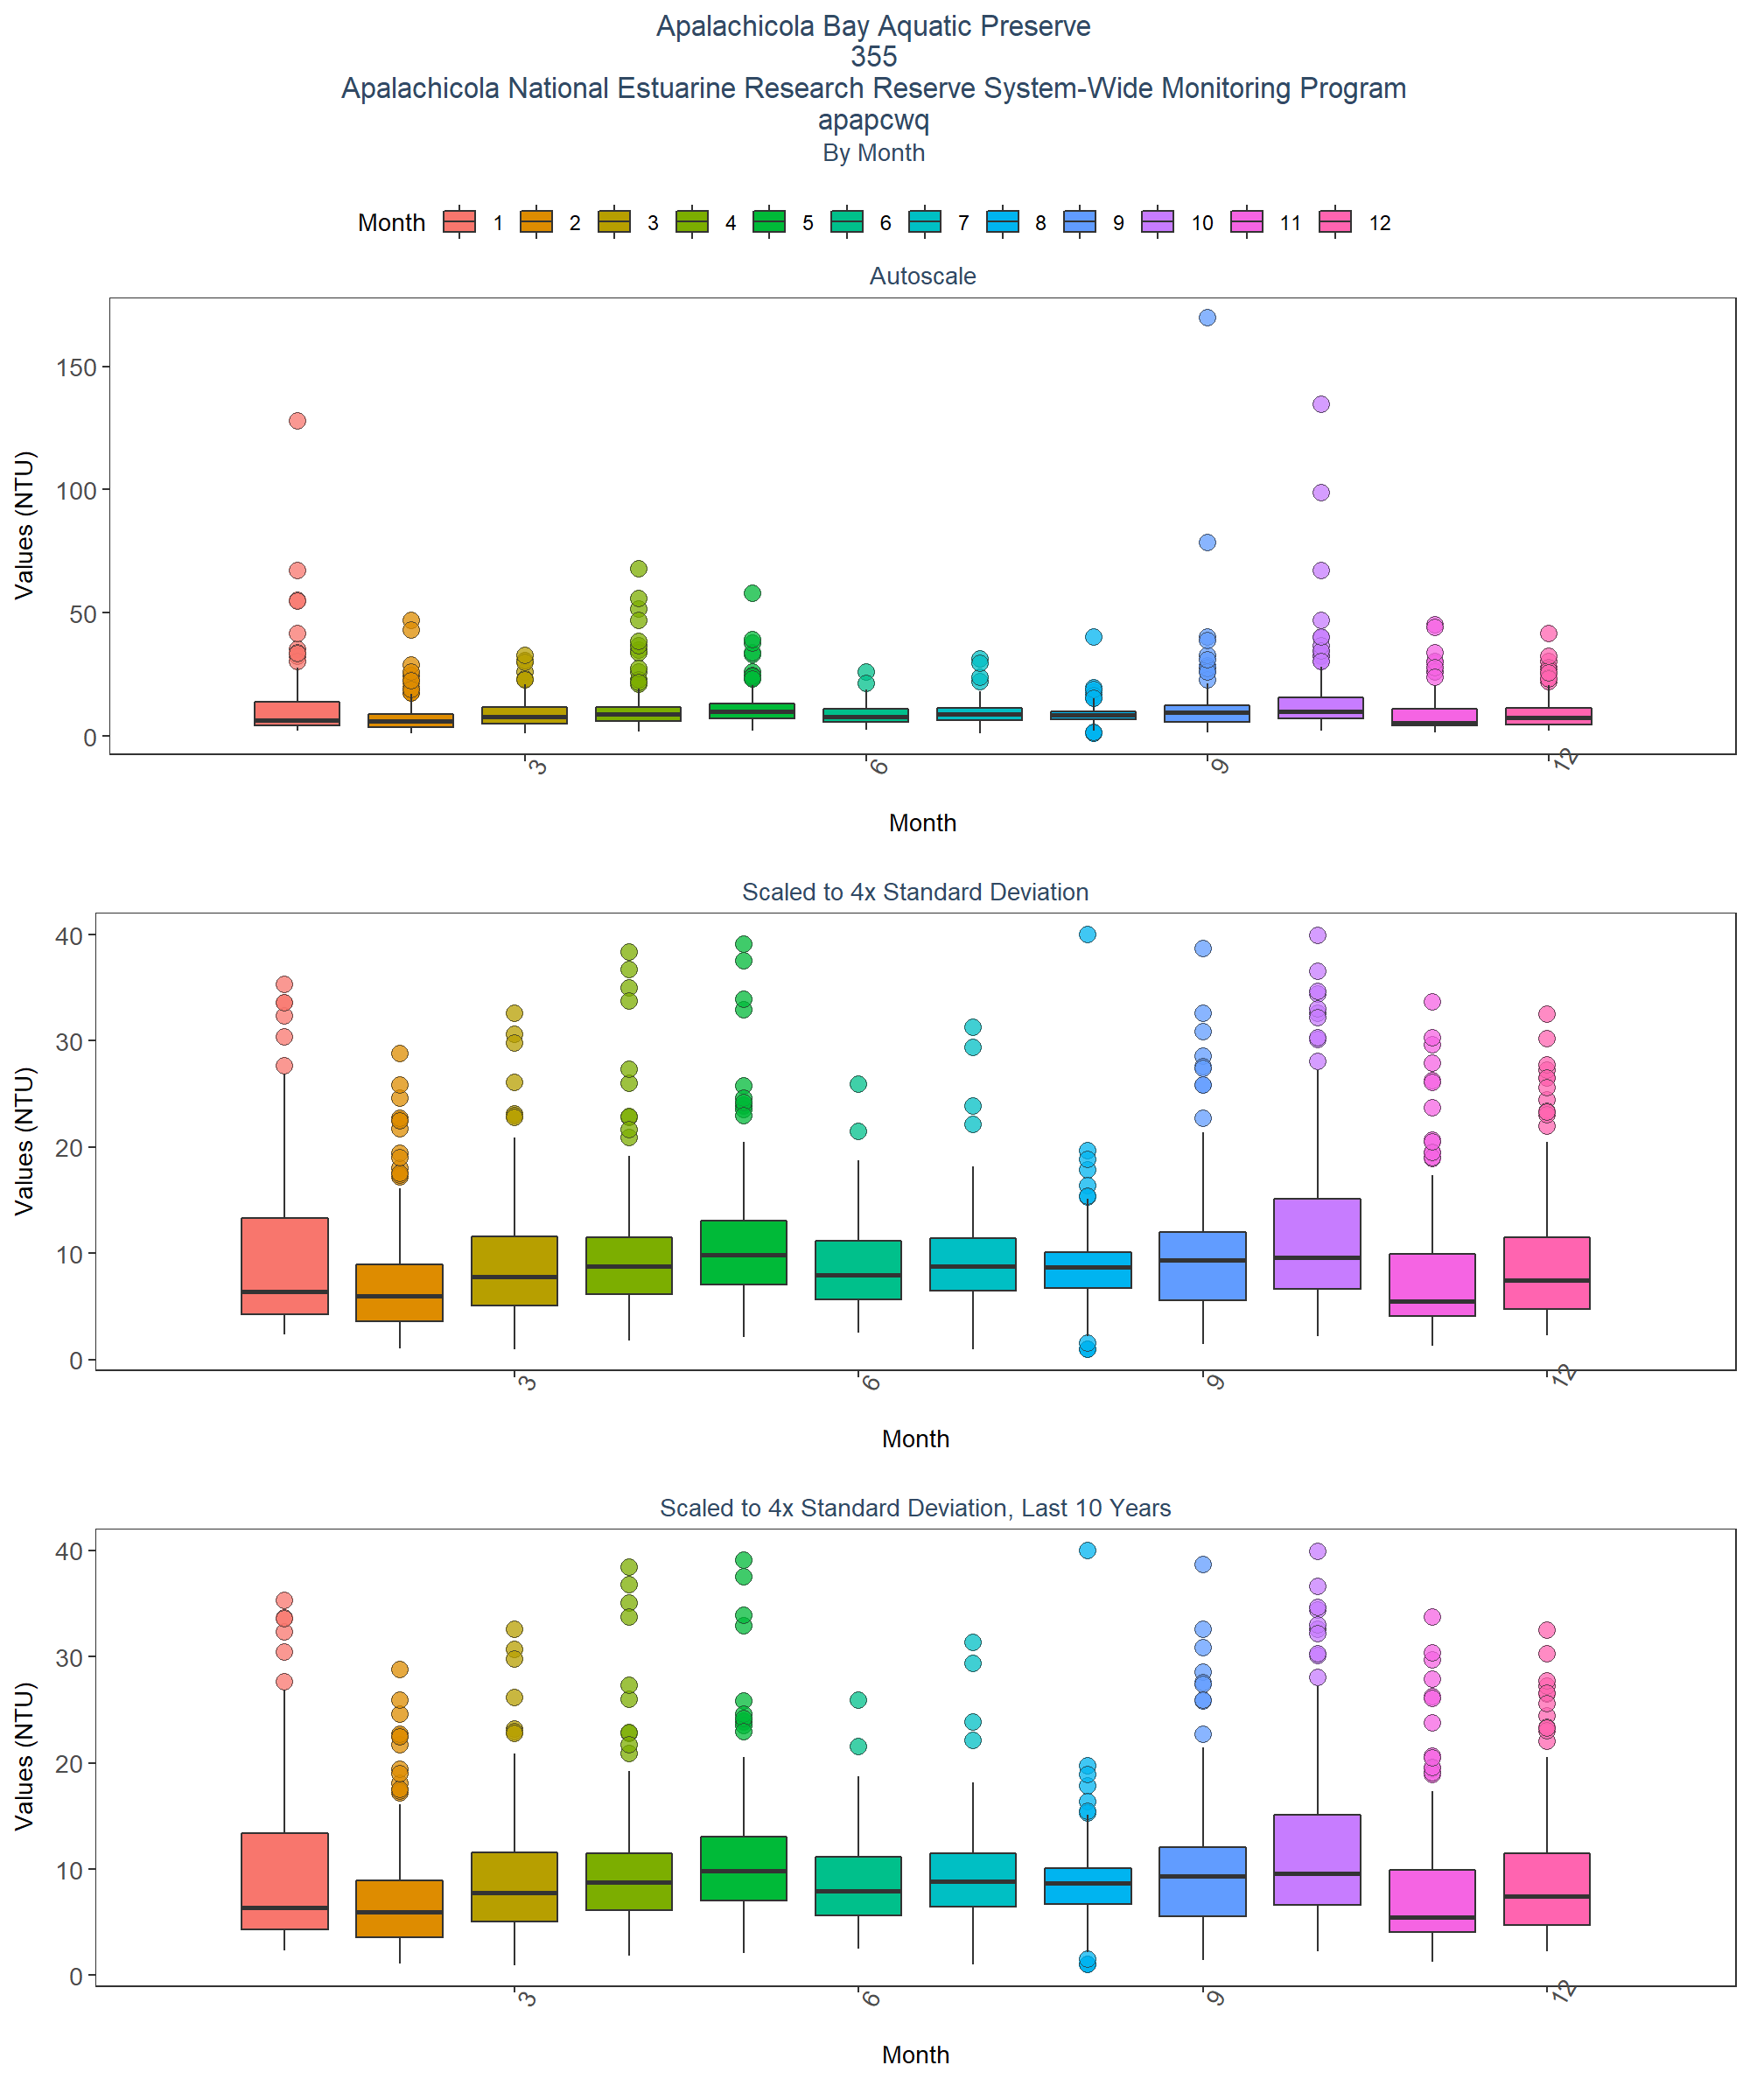 Apalachicola Bay Aquatic Preserve
355
Apalachicola National Estuarine Research Reserve System-Wide Monitoring Program
apapcwq
By Month
Month 1 2 3 4 5 6 7 8 9 10 11 12
Autoscale
Values (NTU)
150
100
50
0
3 6 9 12
Month
Scaled to 4x Standard Deviation
Values (NTU)
40
30
20
10
0
3 6 9 12
Month
Scaled to 4x Standard Deviation, Last 10 Years
Values (NTU)
40
30
20
10
0
3 6 9 12
Month